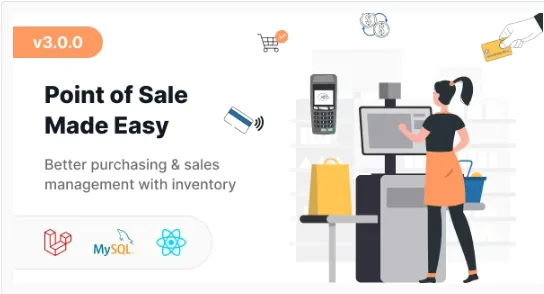 v3.0.0
Point of Sale
Made Easy
Better purchasing & sales
management with inventory
MySQL